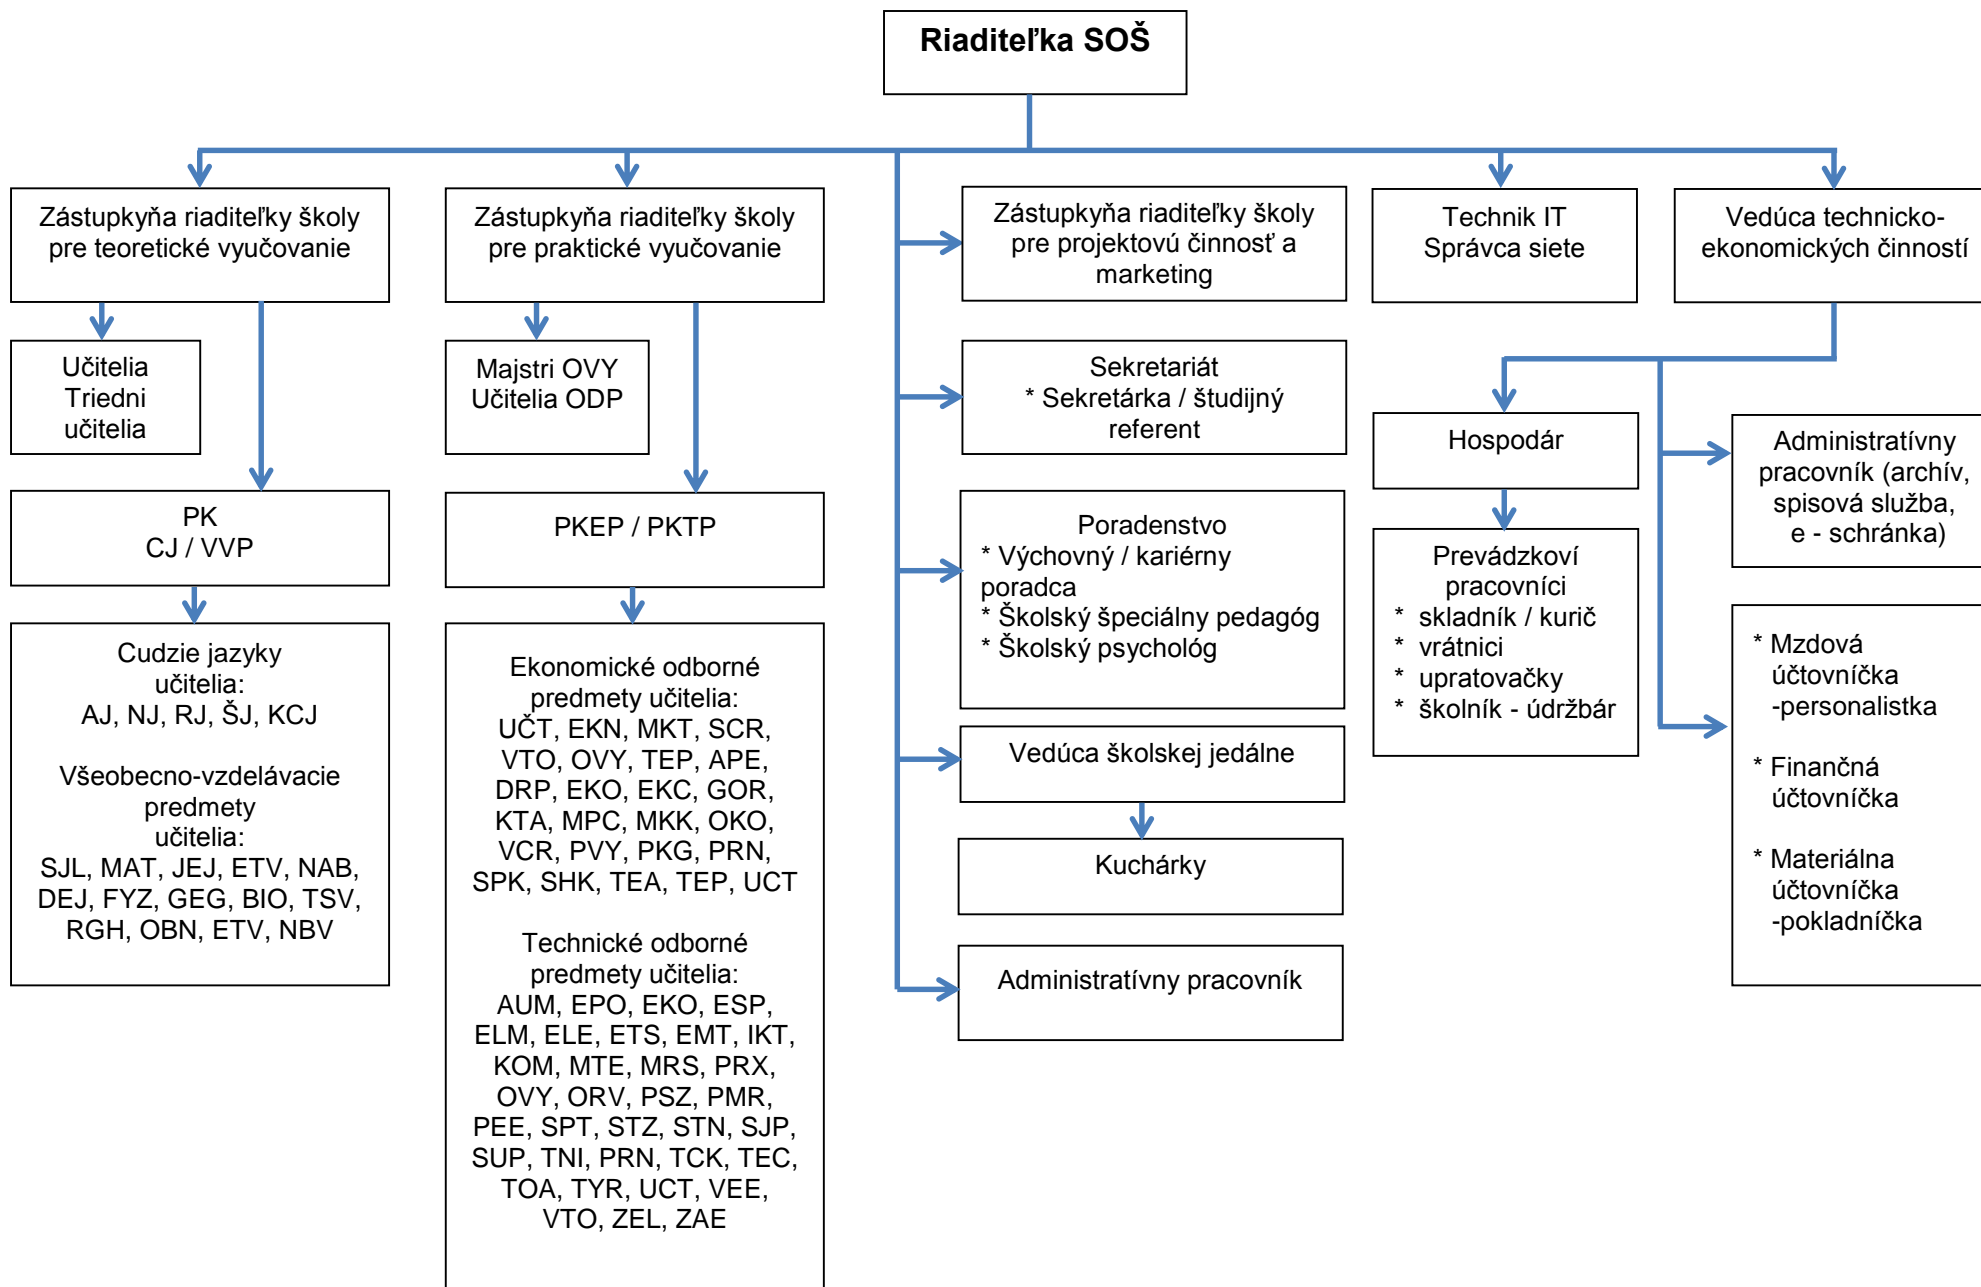 Riaditeľka SOŠ
Zástupkyňa riaditeľky školy
pre teoretické vyučovanie
Učitelia
Triedni
učitelia
PK
CJ / VVP
Cudzie jazyky
učitelia:
AJ, NJ, RJ, ŠJ, KCJ
Všeobecno-vzdelávacie
predmety
učitelia:
SJL, MAT, JEJ, ETV, NAB,
DEJ, FYZ, GEG, BIO, TSV,
RGH, OBN, ETV, NBV
Zástupkyňa riaditeľky školy
pre praktické vyučovanie
Majstri OVY
Učitelia ODP
PKEP / PKTP
Ekonomické odborné
predmety učitelia:
UČT, EKN, MKT, SCR,
VTO, OVY, TEP, APE,
DRP, EKO, EKC, GOR,
KTA, MPC, MKK, OKO,
VCR, PVY, PKG, PRN,
SPK, SHK, TEA, TEP, UCT
Technické odborné
predmety učitelia:
AUM, EPO, EKO, ESP,
ELM, ELE, ETS, EMT, IKT,
KOM, MTE, MRS, PRX,
OVY, ORV, PSZ, PMR,
PEE, SPT, STZ, STN, SJP,
SUP, TNI, PRN, TCK, TEC,
TOA, TYR, UCT, VEE,
VTO, ZEL, ZAE
Zástupkyňa riaditeľky školy
pre projektovú činnosť a
marketing
Sekretariát
* Sekretárka / študijný
referent
Poradenstvo
* Výchovný / kariérny
poradca
* Školský špeciálny pedagóg
* Školský psychológ
Vedúca školskej jedálne
Kuchárky
Administratívny pracovník
Technik IT
Správca siete
Vedúca technicko-
ekonomických činností
Hospodár
Prevádzkoví
pracovníci
* skladník / kurič
* vrátnici
* upratovačky
* školník - údržbár
Administratívny
pracovník (archív,
spisová služba,
e - schránka)
* Mzdová
účtovníčka
-personalistka
* Finančná
účtovníčka
* Materiálna
účtovníčka
-pokladníčka